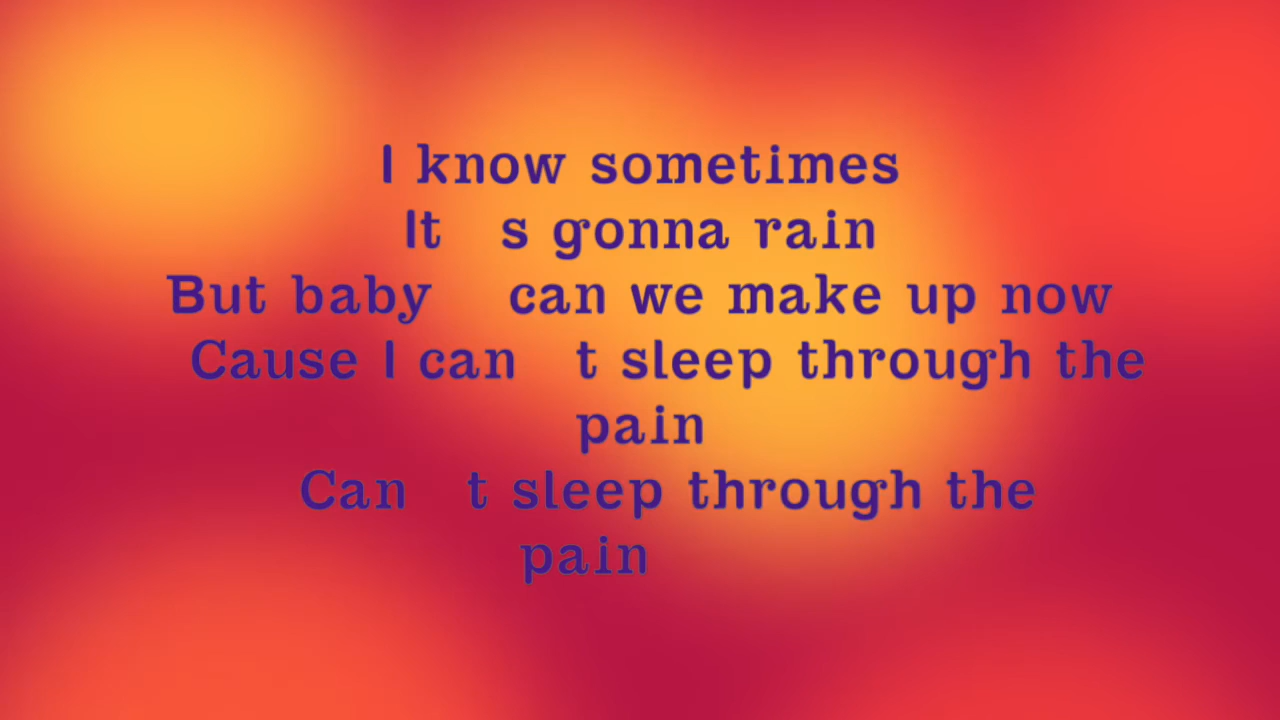 I know sometimes
It s gonna rain
But baby can we make up now
Cause I can t sleep through the
pain
Can t sleep through the
pain